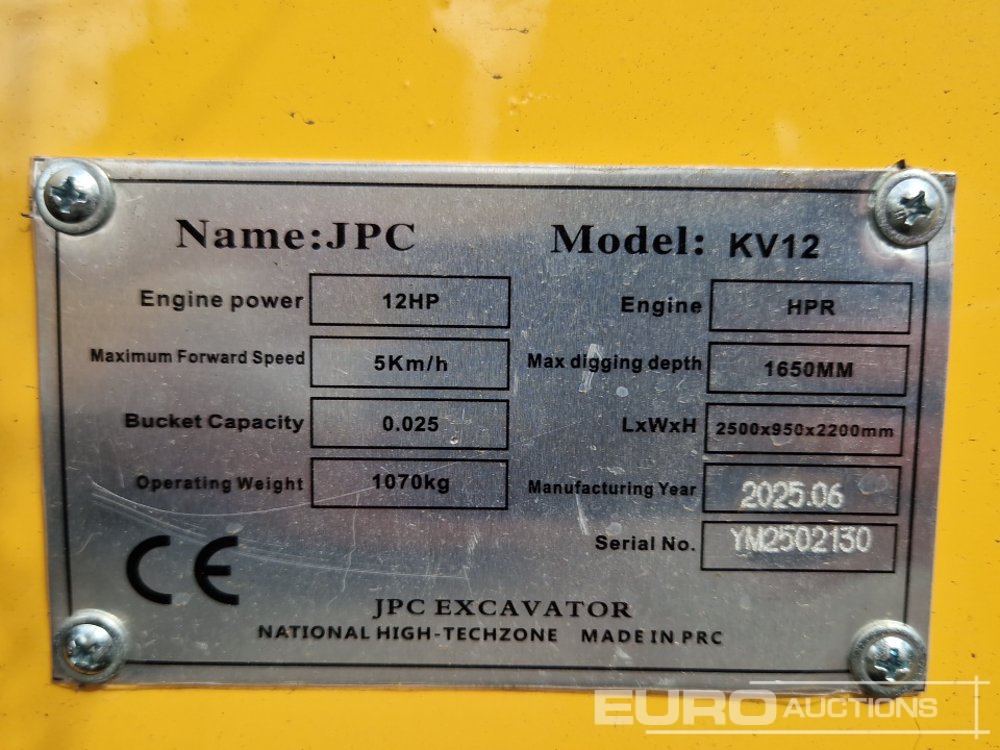 Name:JPC Model: KV12
Engine power 12HP Engine HPR
Maximum Forward Speed 5Km/h Max digging depth 1650MM
Bucket Capacity 0.025 LxWxH 2500x950x2200mm
Operating Weight 1070kg Manufacturing Year 2025.06
Serial No. YM2502130
CE
JPC EXCAVATOR
NATIONAL HIGH-TECHZONE MADE IN PRC
EURO AUCTIONS